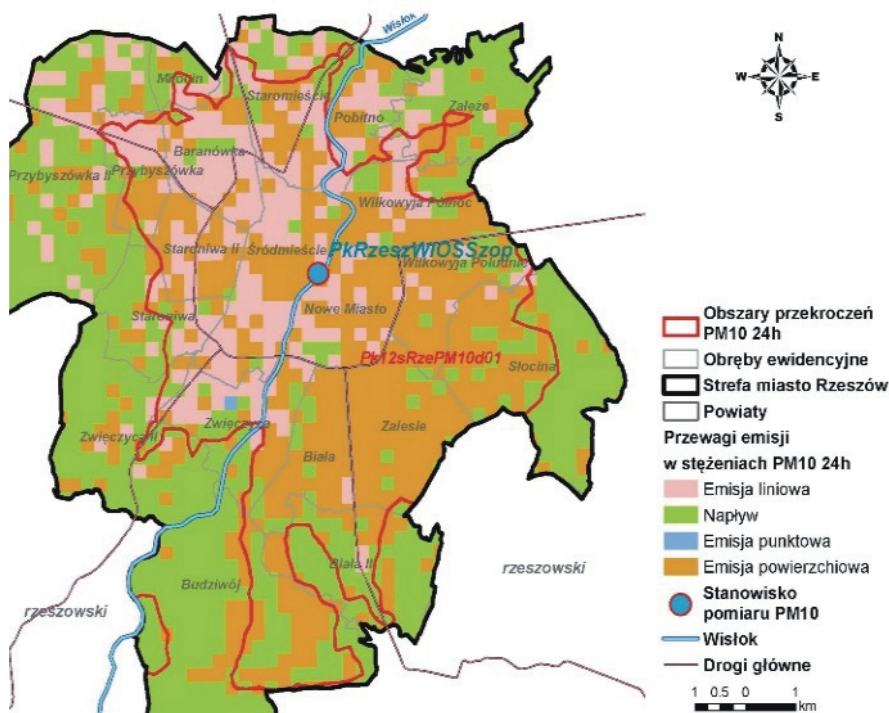 Wisłok
N
W E
S
Młocin
Staromieście
Pobitno
Załęże
Baranówka
Przybyszówka II
Przybyszówka
Wilkowyja Północ
Staroniwa II
Śródmieście
PkRzeszWIOSSzop
Wilkowyja Południe
Staroniwa
Nowe Miasto
Pk12sRzePM10d01
Słocina
Zwięczyca
Zwięczyca II
Zalesie
Biała
Biała II
Budziwój
rzeszowski
rzeszowski
Obszary przekroczeń
PM10 24h
Obręby ewidencyjne
Strefa miasto Rzeszów
Powiaty
Przewagi emisji
w stężeniach PM10 24h
Emisja liniowa
Napływ
Emisja punktowa
Emisja powierzchiowa
Stanowisko
pomiaru PM10
Wisłok
Drogi główne
1 0.5 0 1
km